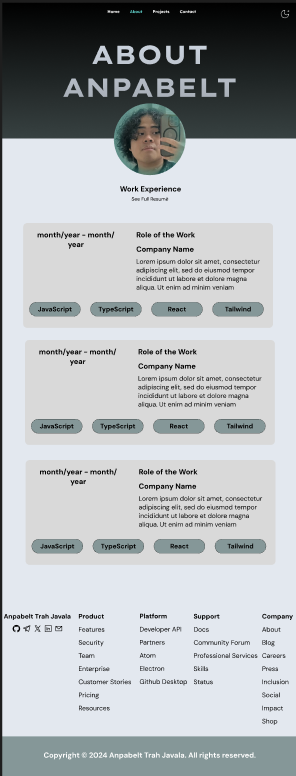 Home About Projects Contact
ABOUT
ANPABELT
Work Experience
See Full Resumé
month/year - month/
year
Role of the Work
Company Name
Lorem ipsum dolor sit amet, consectetur
adipiscing elit, sed do eiusmod tempor
incididunt ut labore et dolore magna
aliqua. Ut enim ad minim veniam
JavaScript TypeScript React Tailwind
month/year - month/
year
Role of the Work
Company Name
Lorem ipsum dolor sit amet, consectetur
adipiscing elit, sed do eiusmod tempor
incididunt ut labore et dolore magna
aliqua. Ut enim ad minim veniam
JavaScript TypeScript React Tailwind
month/year - month/
year
Role of the Work
Company Name
Lorem ipsum dolor sit amet, consectetur
adipiscing elit, sed do eiusmod tempor
incididunt ut labore et dolore magna
aliqua. Ut enim ad minim veniam
JavaScript TypeScript React Tailwind
Anpabelt Trah Javala
Product
Features
Security
Team
Enterprise
Customer Stories
Pricing
Resources
Platform
Developer API
Partners
Atom
Electron
Github Desktop
Support
Docs
Community Forum
Professional Services
Skills
Status
Company
About
Blog
Careers
Press
Inclusion
Social
Impact
Shop
Copyright © 2024 Anpabelt Trah Javala. All rights reserved.